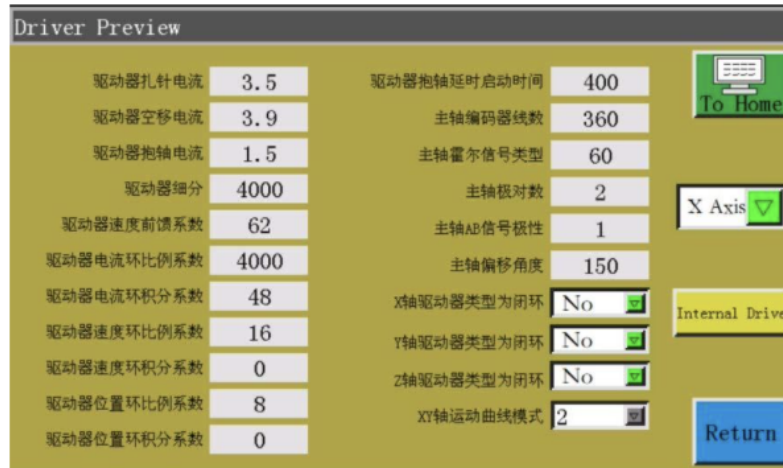 Driver Preview
驱动器扎针电流 3.5
驱动器空移电流 3.9
驱动器抱轴电流 1.5
驱动器细分 4000
驱动器速度前馈系数 62
驱动器电流环比例系数 4000
驱动器电流环积分系数 48
驱动器速度环比例系数 16
驱动器速度环积分系数 0
驱动器位置环比例系数 8
驱动器位置环积分系数 0
驱动器抱轴延时启动时间 400
主轴编码器线数 360
主轴霍尔信号类型 60
主轴极对数 2
主轴AB信号极性 1
主轴偏移角度 150
X轴驱动器类型为闭环 No
Y轴驱动器类型为闭环 No
Z轴驱动器类型为闭环 No
XY轴运动曲线模式 2
To Home
X Axis
Internal Drive
Return